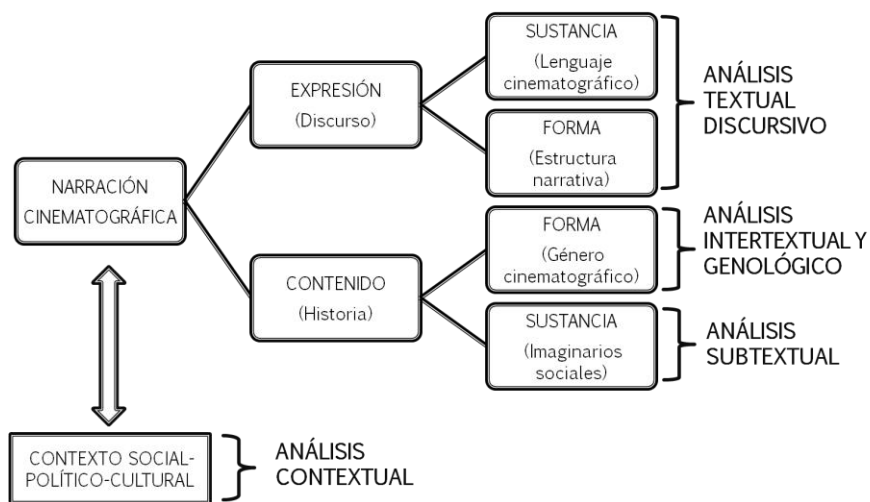 SUSTANCIA
(Lenguaje
cinematográfico)
ANÁLISIS
TEXTUAL
DISCURSIVO
EXPRESIÓN
(Discurso)
FORMA
(Estructura
narrativa)
NARRACIÓN
CINEMATOGRÁFICA
FORMA
(Género
cinematográfico)
ANÁLISIS
INTERTEXTUAL Y
GENOLÓGICO
CONTENIDO
(Historia)
SUSTANCIA
(Imaginarios
sociales)
ANÁLISIS
SUBTEXTUAL
CONTEXTO SOCIAL-
POLÍTICO-CULTURAL
ANÁLISIS
CONTEXTUAL